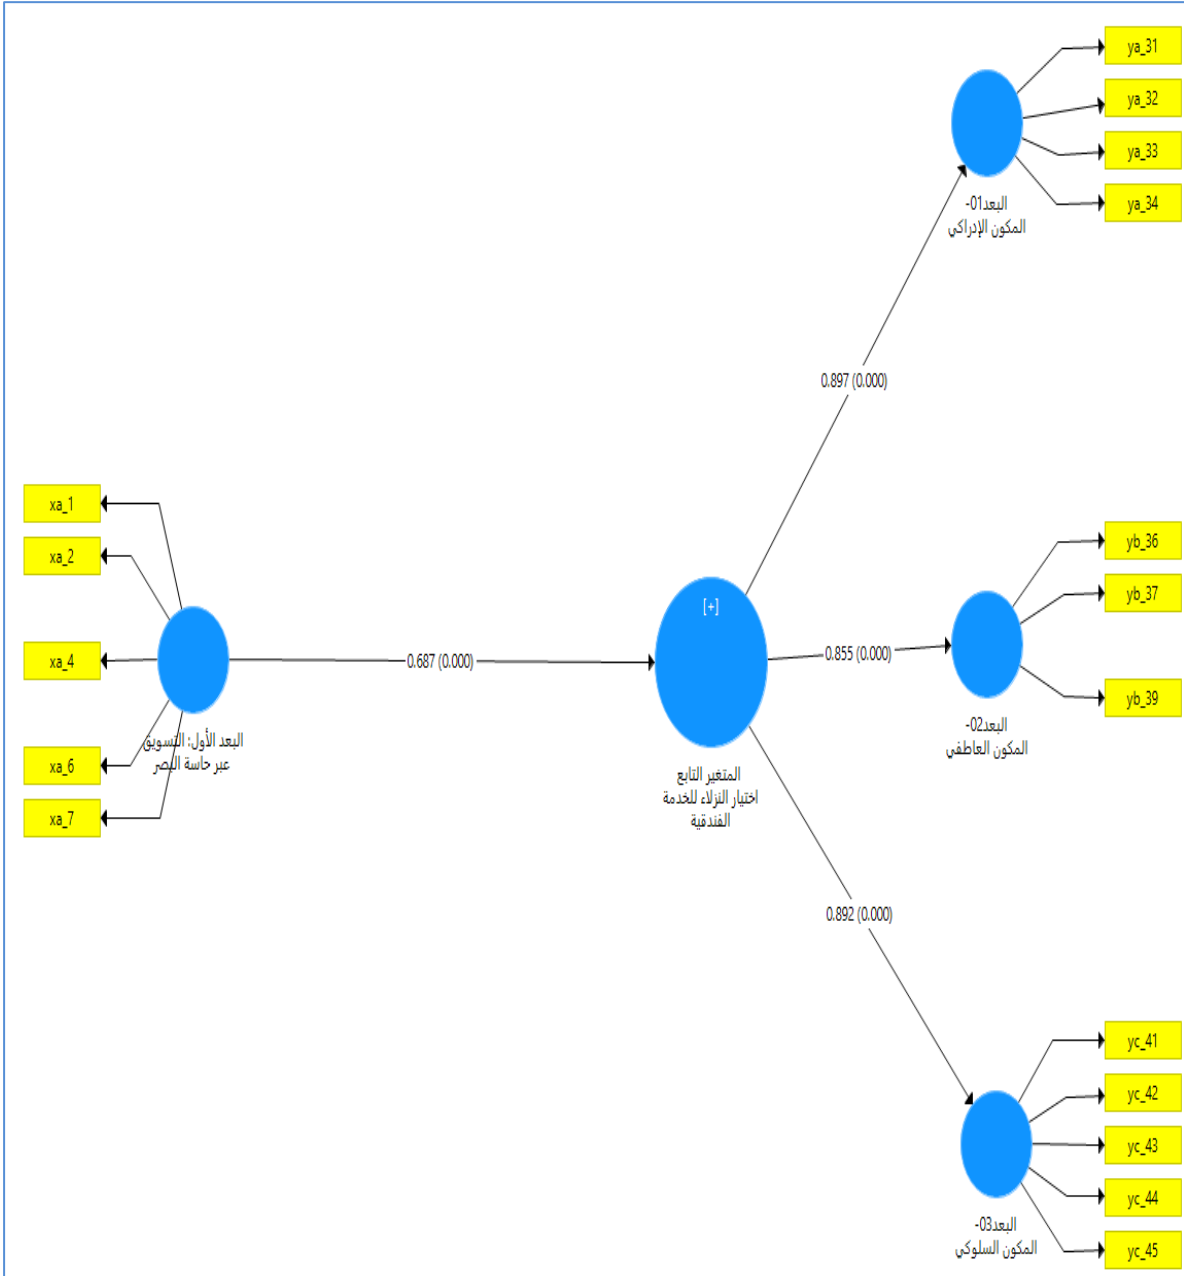 ya_31
ya_32
ya_33
ya_34
البعد01-
المكون الإدراكي
0.897 (0.000)
xa_1
xa_2
xa_4
xa_6
xa_7
البعد الأول: التسويق
عبر حاسة البصر
0.687 (0.000)
[+]
المتغير التابع
اختيار النزلاء للخدمة
الفندقية
0.855 (0.000)
yb_36
yb_37
yb_39
البعد02-
المكون العاطفي
0.892 (0.000)
yc_41
yc_42
yc_43
yc_44
yc_45
البعد03-
المكون السلوكي